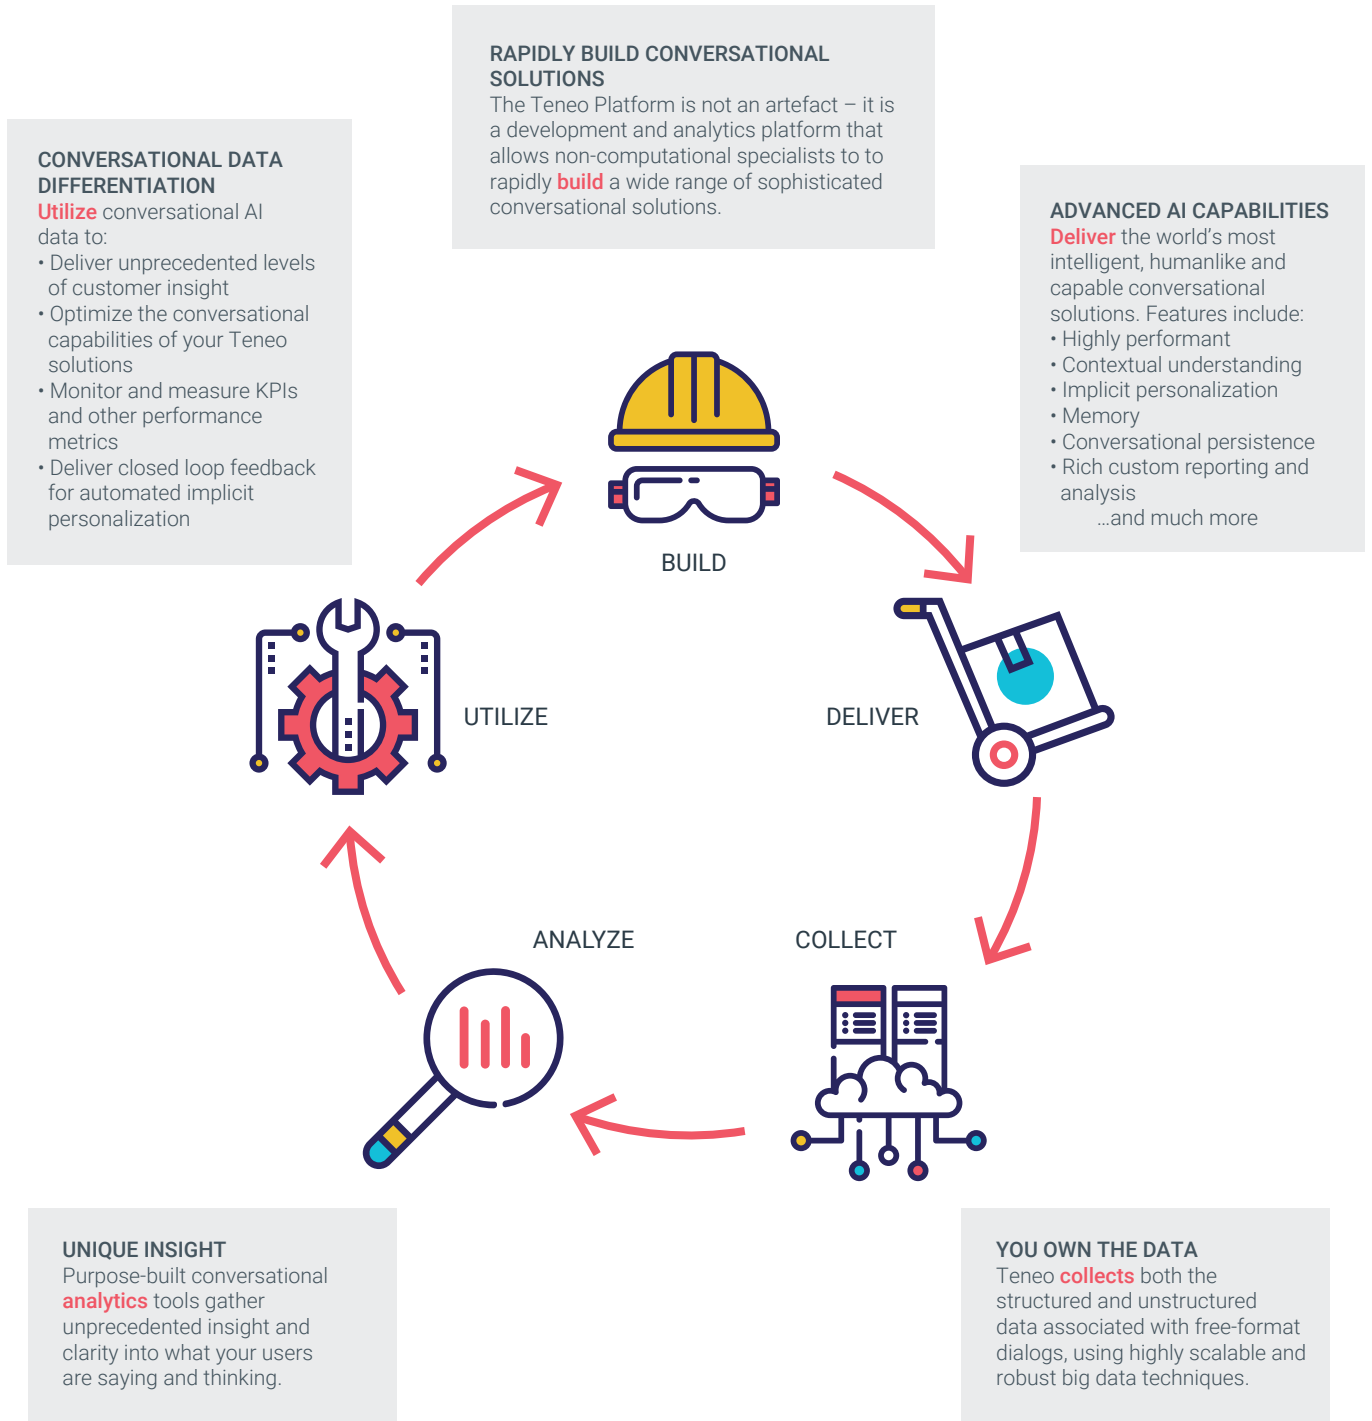 RAPIDLY BUILD CONVERSATIONAL
SOLUTIONS
The Teneo Platform is not an artefact – it is
a development and analytics platform that
allows non-computational specialists to to
rapidly build a wide range of sophisticated
conversational solutions.
CONVERSATIONAL DATA
DIFFERENTIATION
Utilize conversational AI
data to:
• Deliver unprecedented levels
of customer insight
• Optimize the conversational
capabilities of your Teneo
solutions
• Monitor and measure KPIs
and other performance
metrics
• Deliver closed loop feedback
for automated implicit
personalization
ADVANCED AI CAPABILITIES
Deliver the world's most
intelligent, humanlike and
capable conversational
solutions. Features include:
• Highly performant
• Contextual understanding
• Implicit personalization
• Memory
• Conversational persistence
• Rich custom reporting and
analysis
...and much more
BUILD
UTILIZE
DELIVER
ANALYZE
COLLECT
UNIQUE INSIGHT
Purpose-built conversational
analytics tools gather
unprecedented insight and
clarity into what your users
are saying and thinking.
YOU OWN THE DATA
Teneo collects both the
structured and unstructured
data associated with free-format
dialogs, using highly scalable and
robust big data techniques.